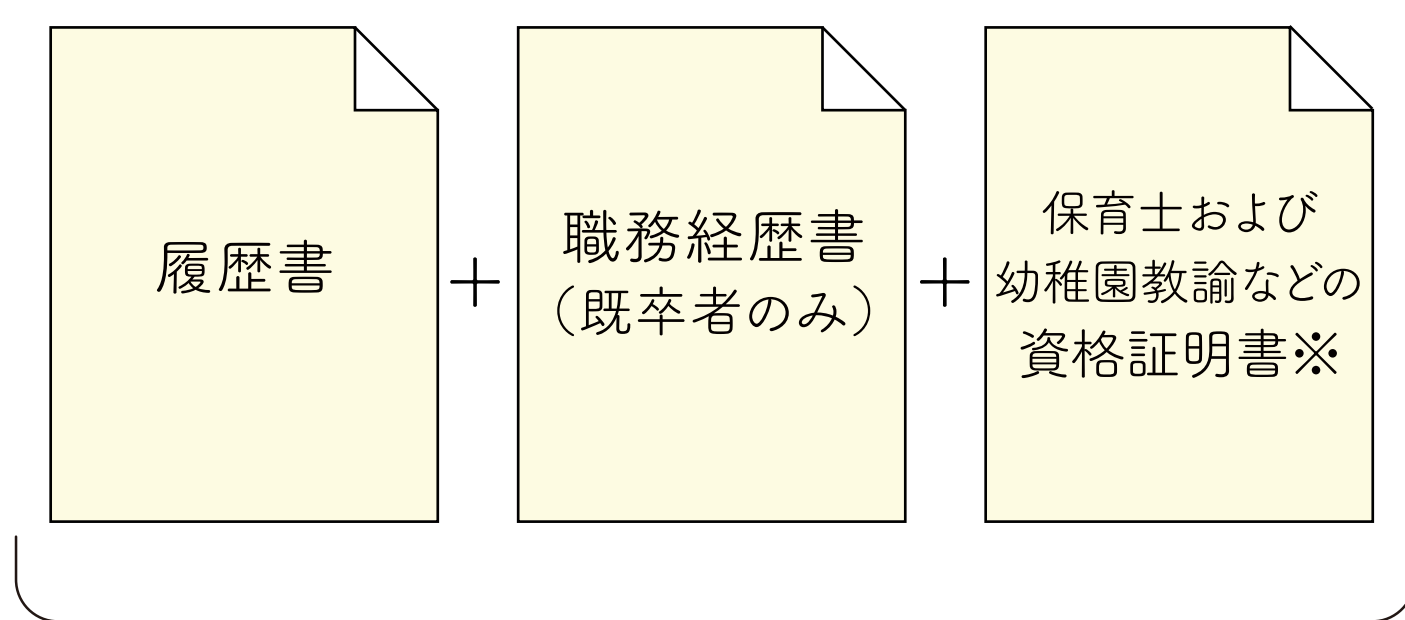 履歴書
+
職務経歴書
（既卒者のみ）
+
保育士および
幼稚園教諭などの
資格証明書※